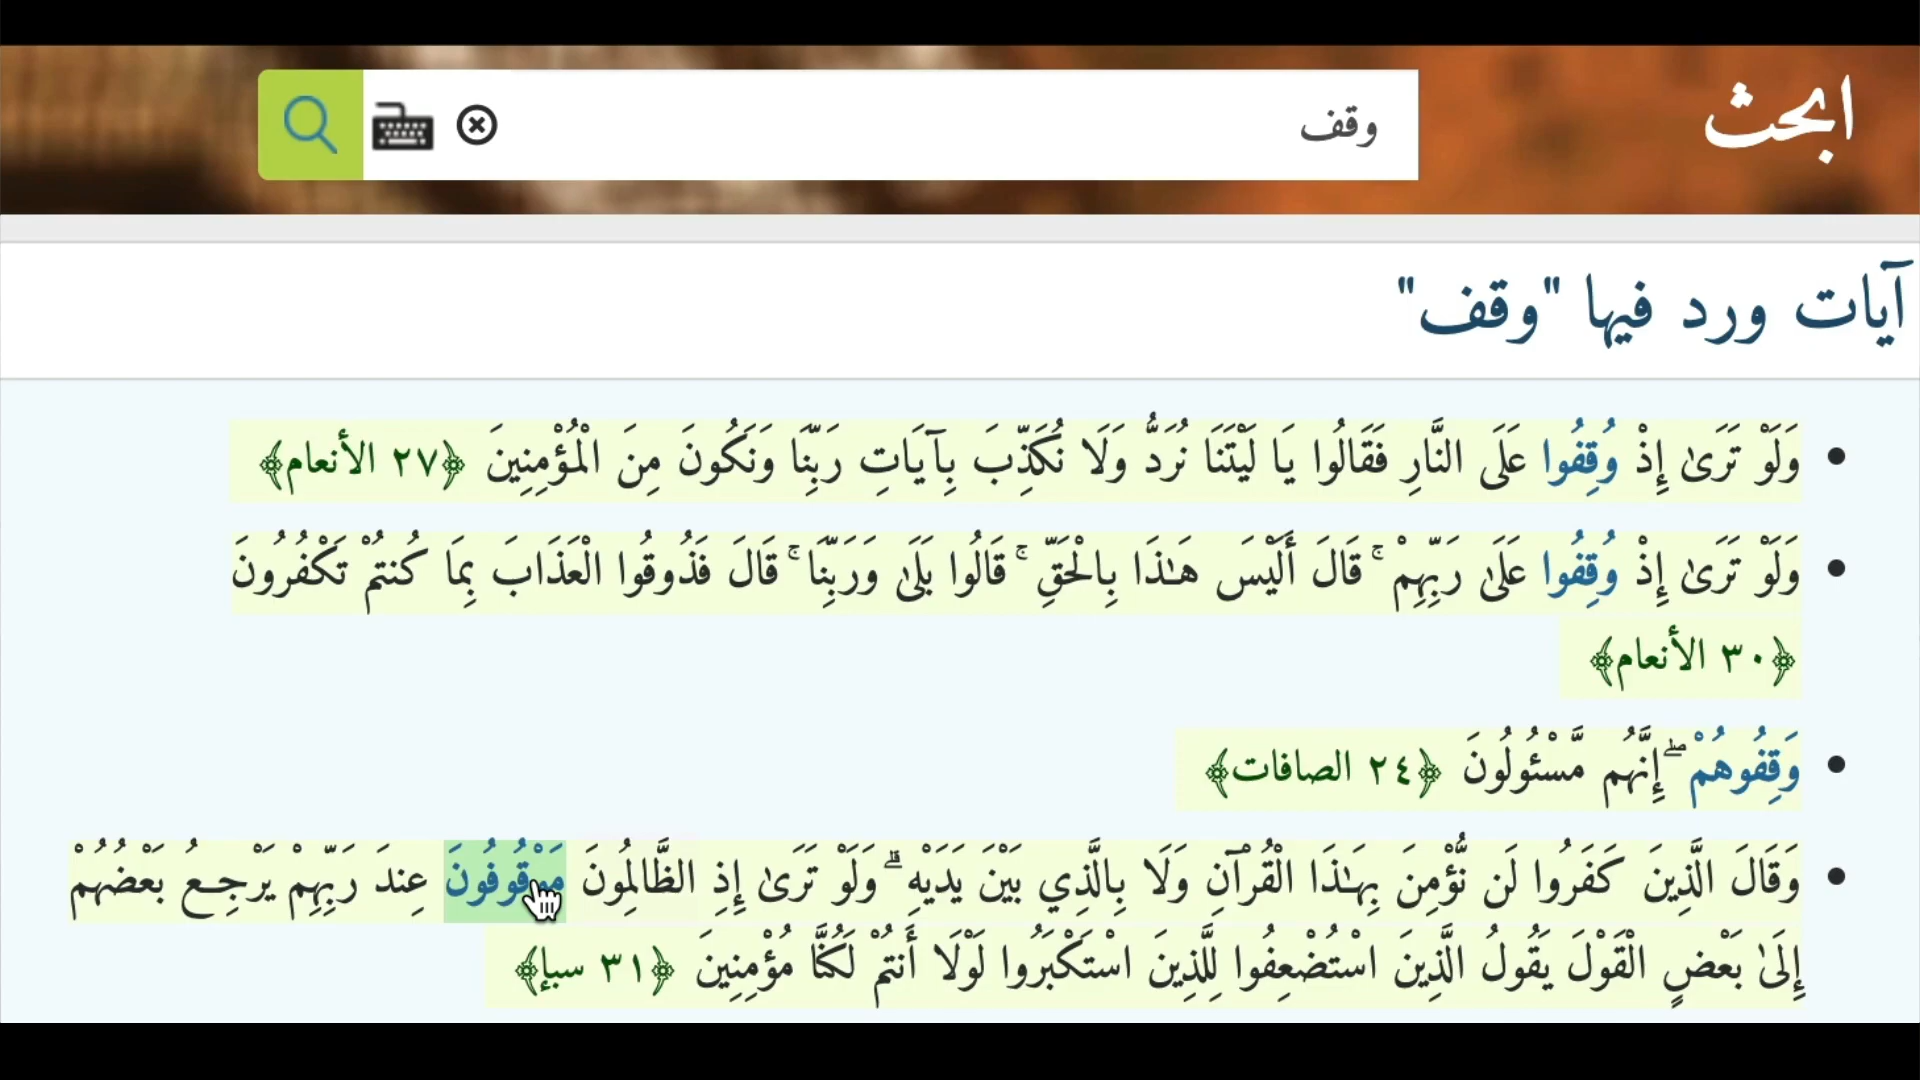 ابحث
وقف
آيات ورد فيها "وقف"
وَلَوْ تَرَىٰ إِذْ وُقِفُوا عَلَى النَّارِ فَقَالُوا يَا لَيْتَنَا نُرَدُّ وَلَا نُكَذِّبَ بِآيَاتِ رَبِّنَا وَنَكُونَ مِنَ الْمُؤْمِنِينَ ﴿٢٧ الأنعام﴾
وَلَوْ تَرَىٰ إِذْ وُقِفُوا عَلَىٰ رَبِّهِمْ ۚ قَالَ أَلَيْسَ هَـٰذَا بِالْحَقِّ ۚ قَالُوا بَلَىٰ وَرَبِّنَا ۚ قَالَ فَذُوقُوا الْعَذَابَ بِمَا كُنتُمْ تَكْفُرُونَ
﴿٣٠ الأنعام﴾
وَقِفُوهُمْ ۖ إِنَّهُم مَّسْئُولُونَ ﴿٢٤ الصافات﴾
وَقَالَ الَّذِينَ كَفَرُوا لَن نُّؤْمِنَ بِهَـٰذَا الْقُرْآنِ وَلَا بِالَّذِي بَيْنَ يَدَيْهِ ۗ وَلَوْ تَرَىٰ إِذِ الظَّالِمُونَ مَوْقُوفُونَ عِندَ رَبِّهِمْ يَرْجِعُ بَعْضُهُمْ
إِلَىٰ بَعْضٍ الْقَوْلَ يَقُولُ الَّذِينَ اسْتُضْعِفُوا لِلَّذِينَ اسْتَكْبَرُوا لَوْلَا أَنتُمْ لَكُنَّا مُؤْمِنِينَ ﴿٣١ سبإ﴾